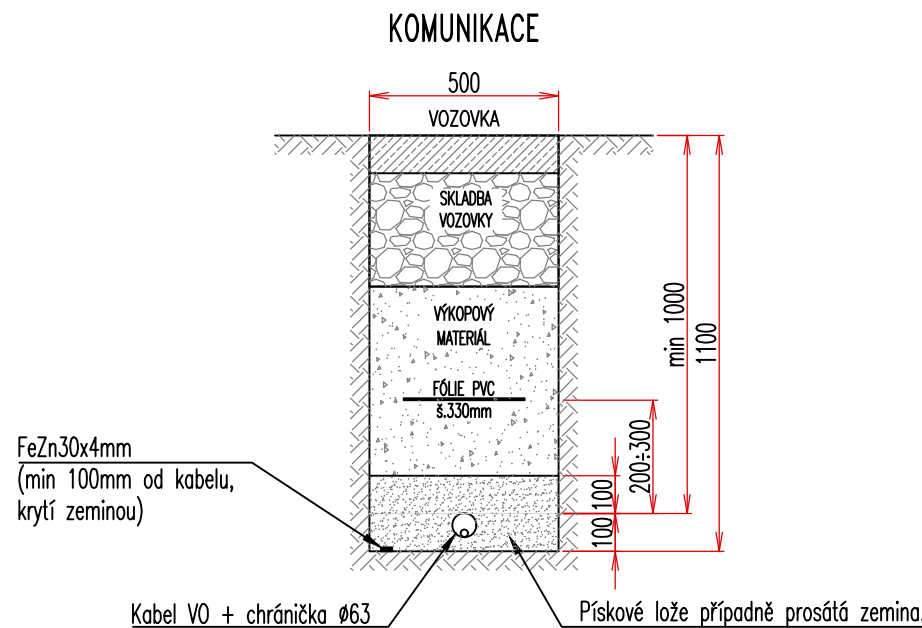 KOMUNIKACE
500
VOZOVKA
SKLADBA
VOZOVKY
VÝKOPOVÝ
MATERIÁL
FÓLIE PVC
š.330mm
min 1000
1100
200÷300
100
100
FeZn30x4mm
(min 100mm od kabelu,
krytí zeminou)
Kabel VO + chránička ø63
Pískové lože případně prosátá zemina